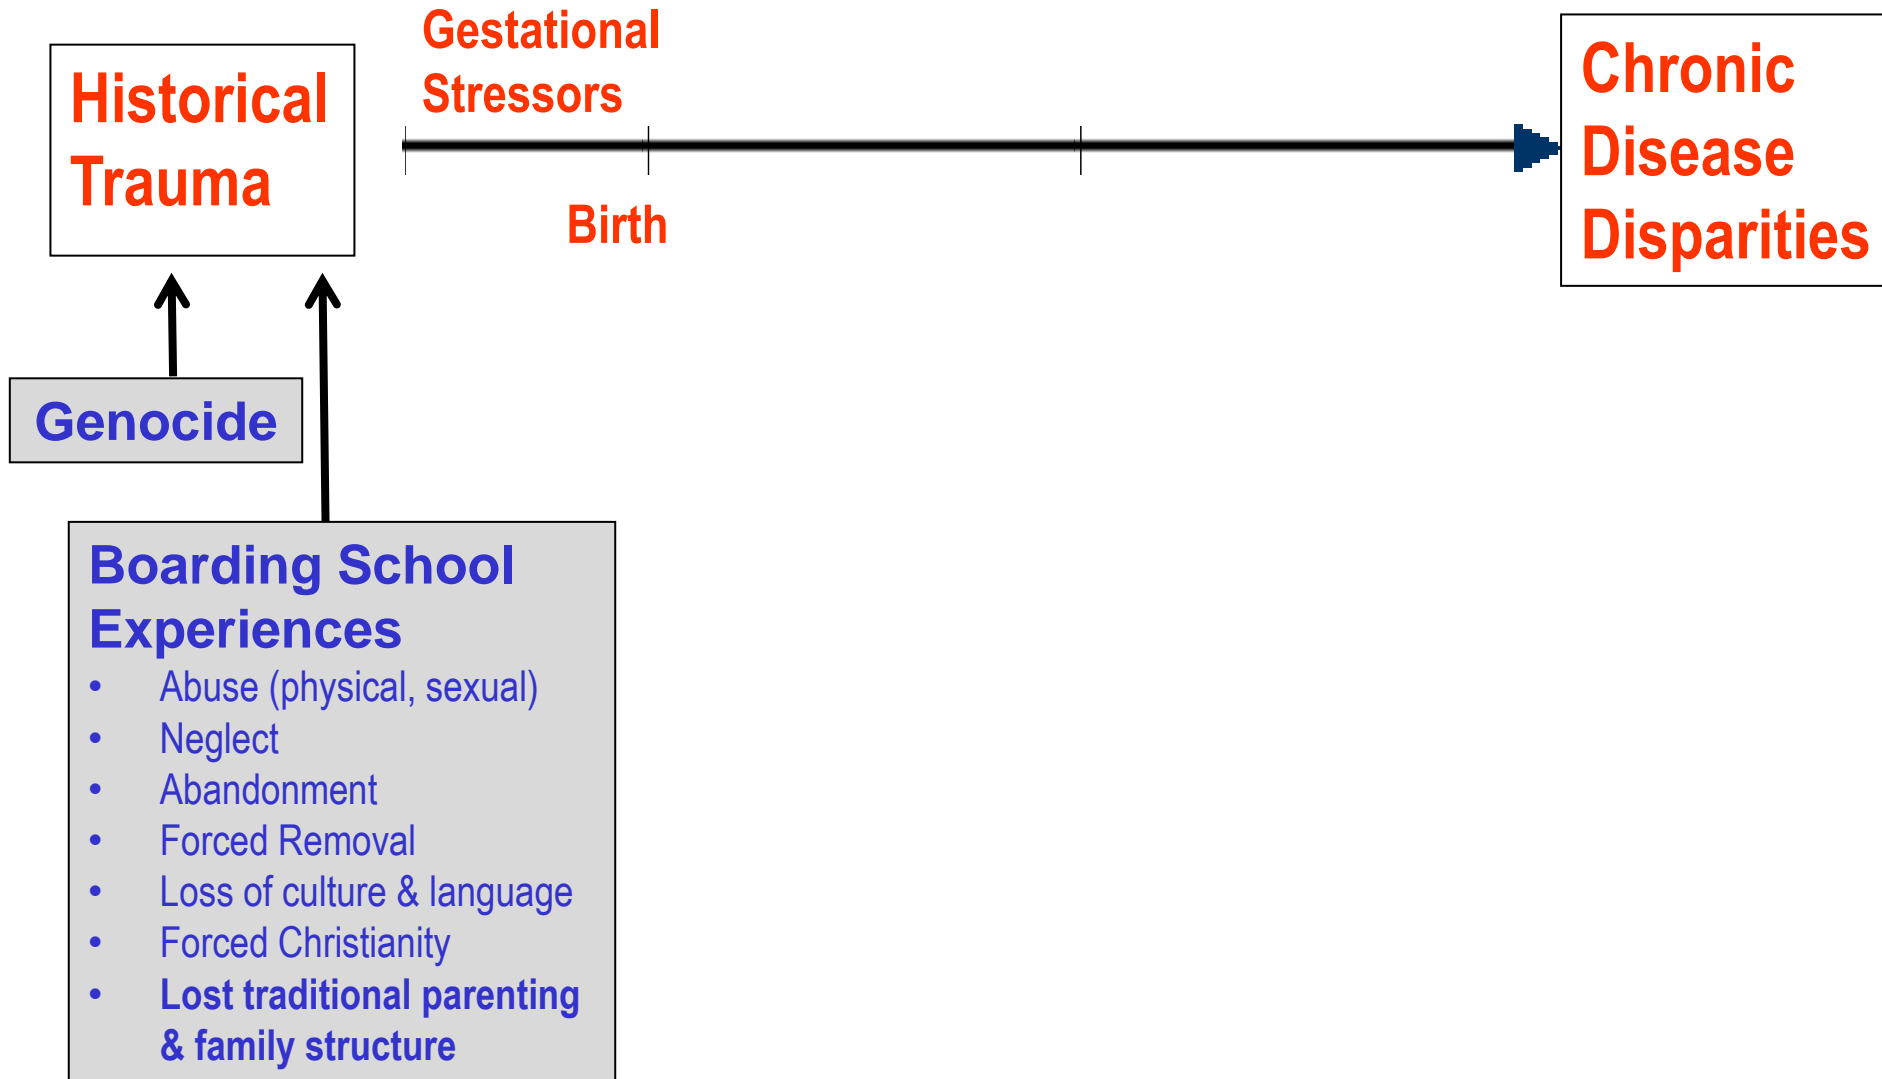 Historical
Trauma
Gestational
Stressors
Birth
Chronic
Disease
Disparities
Genocide
Boarding School
Experiences
• Abuse (physical, sexual)
• Neglect
• Abandonment
• Forced Removal
• Loss of culture & language
• Forced Christianity
• Lost traditional parenting
& family structure